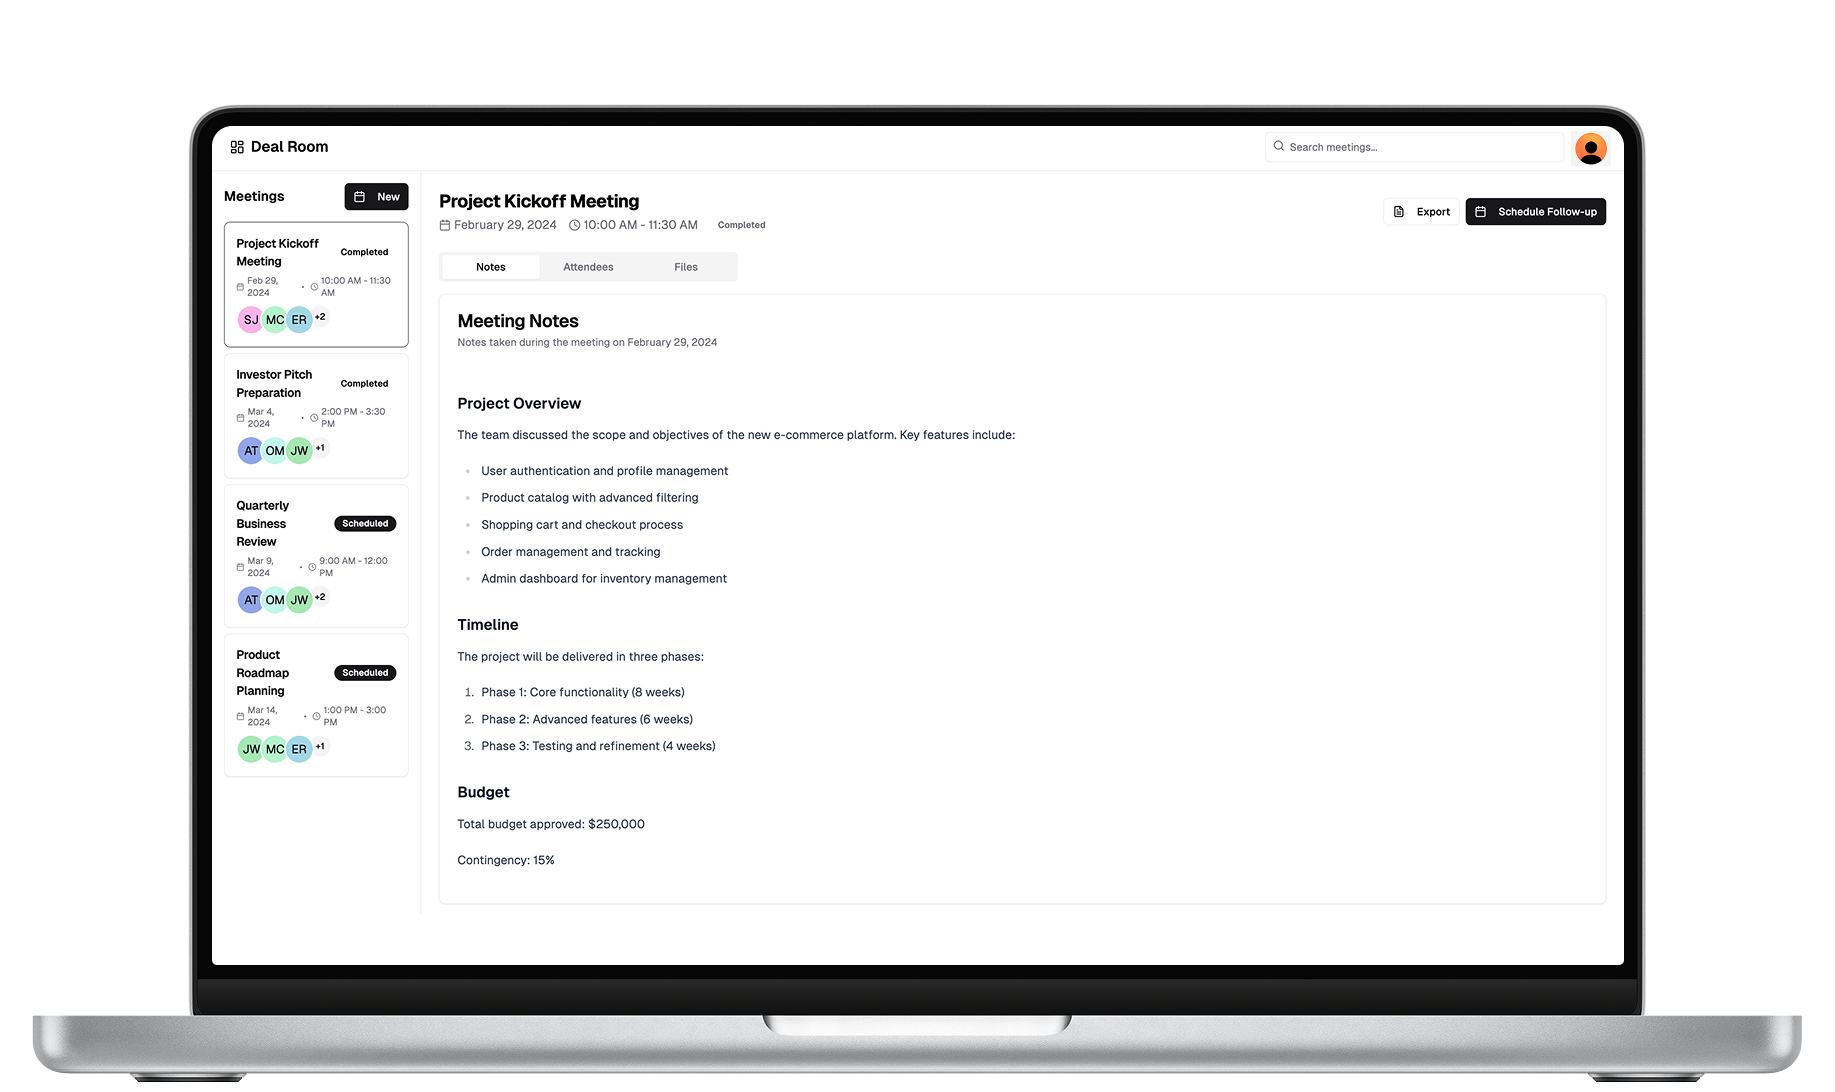 Deal Room
Search meetings...
Meetings
New
Project Kickoff
Meeting
Completed
Feb 29,
2024
•
10:00 AM - 11:30
AM
SJ
MC
ER
+2
Investor Pitch
Preparation
Completed
Mar 4,
2024
•
2:00 PM - 3:30
PM
AT
OM
JW
+1
Quarterly
Business
Review
Scheduled
Mar 9,
2024
•
9:00 AM - 12:00
PM
AT
OM
JW
+2
Product
Roadmap
Planning
Scheduled
Mar 14,
2024
•
1:00 PM - 3:00
PM
JW
MC
ER
+1
Project Kickoff Meeting
February 29, 2024 10:00 AM - 11:30 AM Completed
Export
Schedule Follow-up
Notes Attendees Files
Meeting Notes
Notes taken during the meeting on February 29, 2024
Project Overview
The team discussed the scope and objectives of the new e-commerce platform. Key features include:
• User authentication and profile management
• Product catalog with advanced filtering
• Shopping cart and checkout process
• Order management and tracking
• Admin dashboard for inventory management
Timeline
The project will be delivered in three phases:
1. Phase 1: Core functionality (8 weeks)
2. Phase 2: Advanced features (6 weeks)
3. Phase 3: Testing and refinement (4 weeks)
Budget
Total budget approved: $250,000
Contingency: 15%